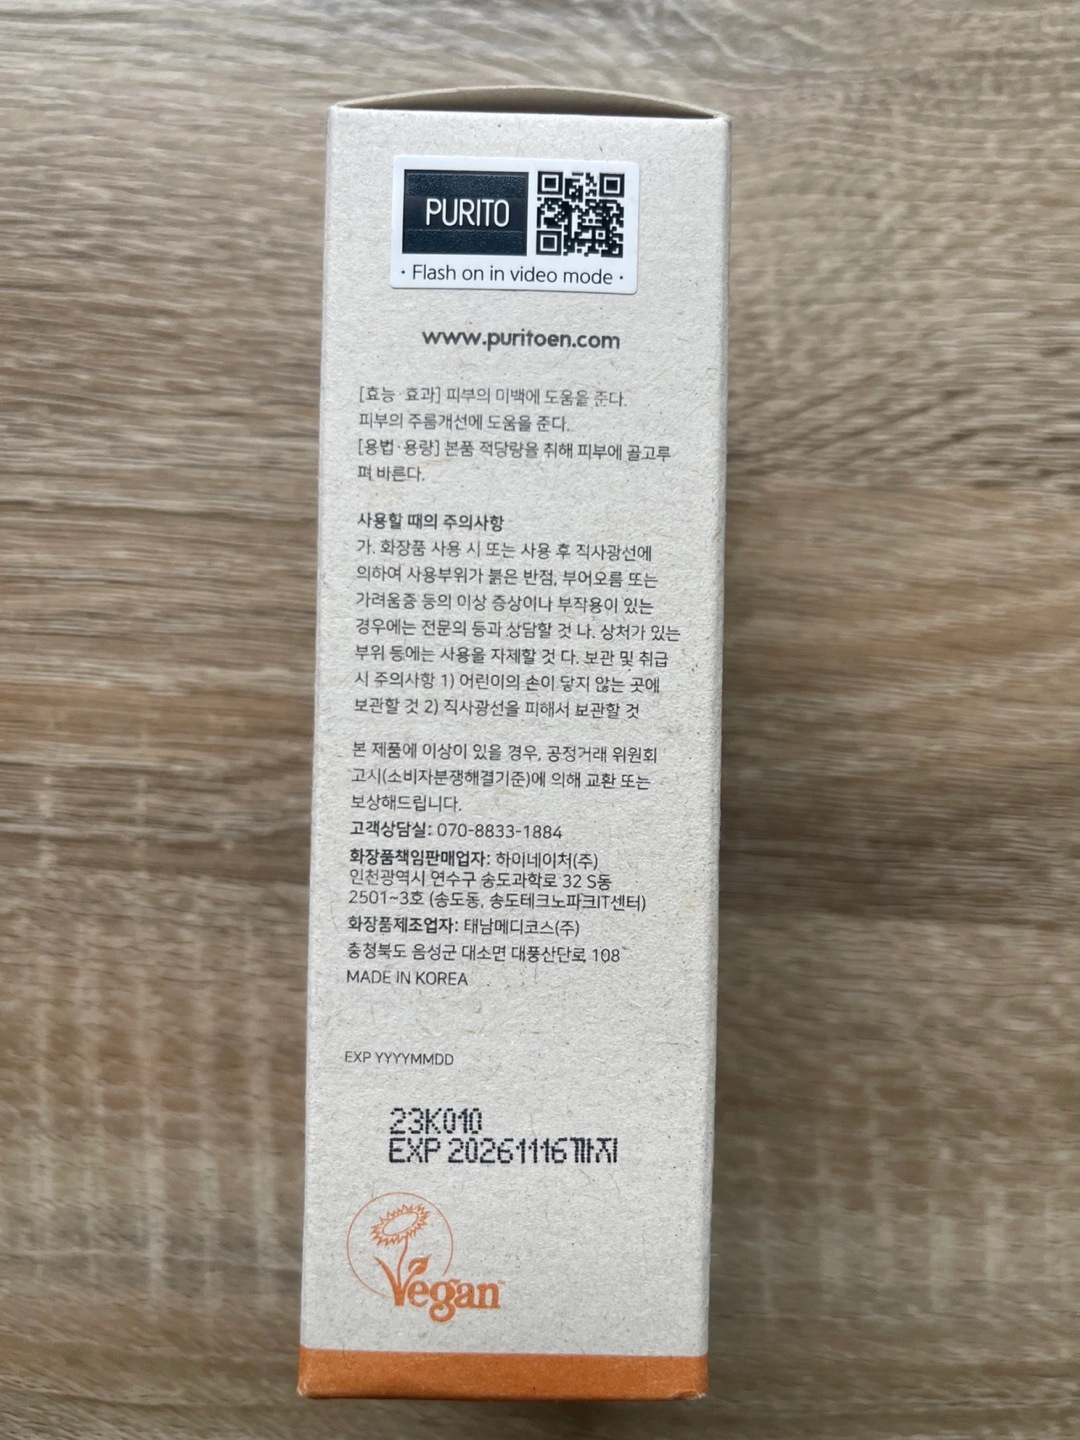 PURITO
· Flash on in video mode ·
www.puritoen.com
[효능·효과] 피부의 미백에 도움을 준다.
피부의 주름개선에 도움을 준다.
[용법·용량] 본품 적당량을 취해 피부에 골고루
펴 바른다.
사용할 때의 주의사항
가. 화장품 사용 시 또는 사용 후 직사광선에
의하여 사용부위가 붉은 반점, 부어오름 또는
가려움증 등의 이상 증상이나 부작용이 있는
경우에는 전문의 등과 상담할 것 나. 상처가 있는
부위 등에는 사용을 자제할 것 다. 보관 및 취급
시 주의사항 1) 어린이의 손이 닿지 않는 곳에
보관할 것 2) 직사광선을 피해서 보관할 것
본 제품에 이상이 있을 경우, 공정거래 위원회
고시(소비자분쟁해결기준)에 의해 교환 또는
보상해드립니다.
고객상담실: 070-8833-1884
화장품책임판매업자: 하이네이처(주)
인천광역시 연수구 송도과학로 32 S동
2501~3호 (송도동, 송도테크노파크IT센터)
화장품제조업자: 태남메디코스(주)
충청북도 음성군 대소면 대풍산단로 108
MADE IN KOREA
EXP YYYYMMDD
23K010
EXP 20261116까지
Vegan™